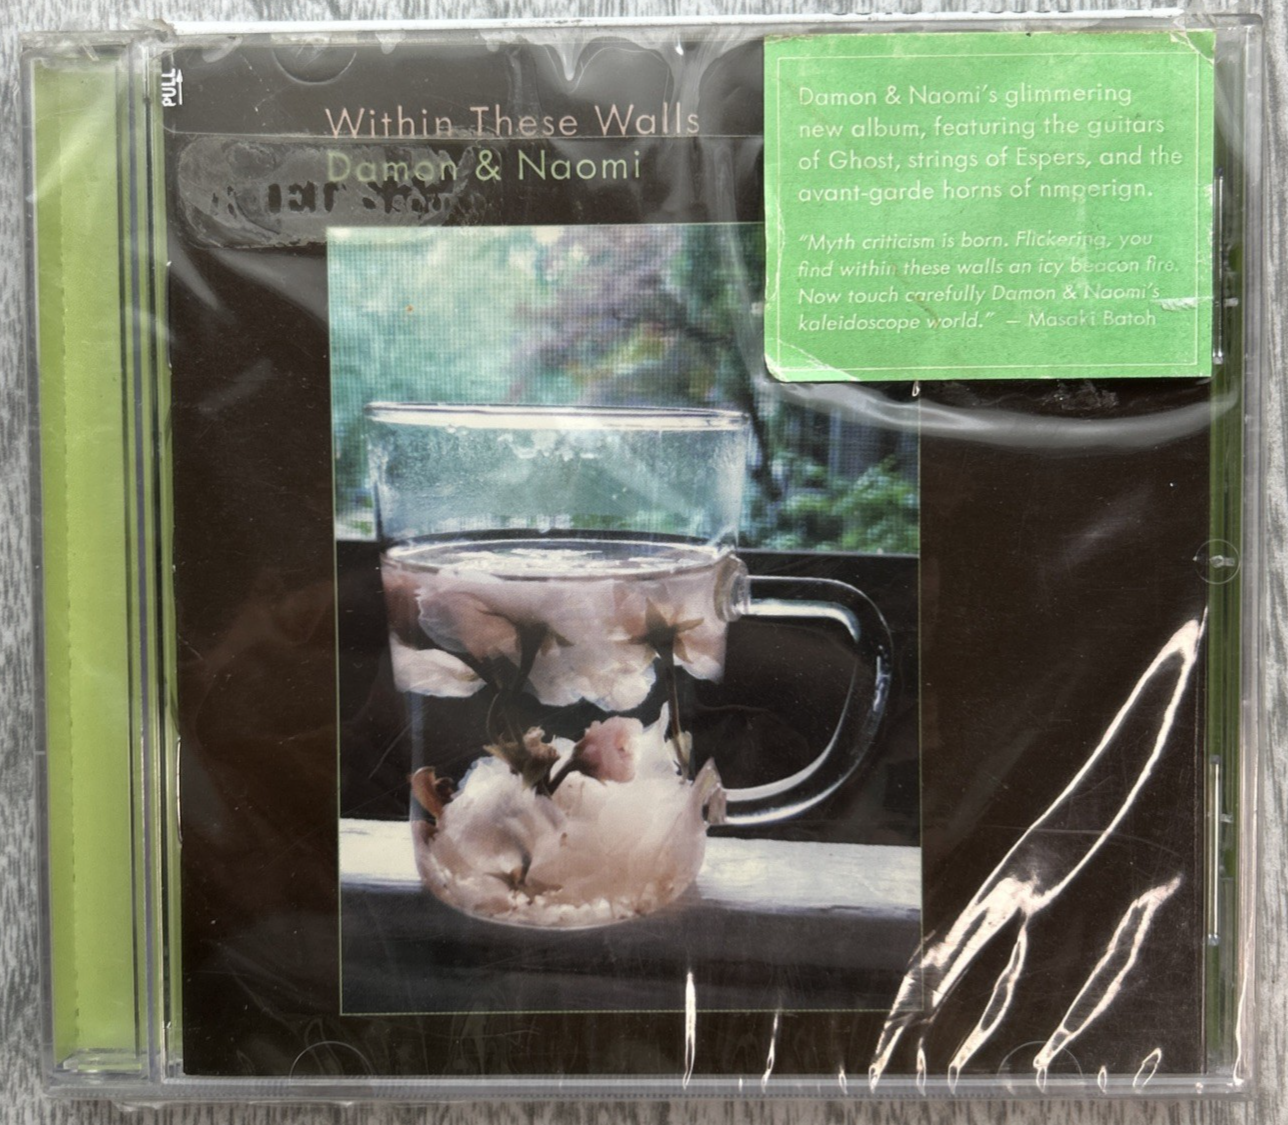 PULL
Within These Walls
Damon & Naomi
Damon & Naomi's glimmering
new album, featuring the guitars
of Ghost, strings of Espers, and the
avant-garde horns of nmperign.
"Myth criticism is born. Flickering, you
find within these walls an icy beacon fire.
Now touch carefully Damon & Naomi's
kaleidoscope world." – Masaki Batoh